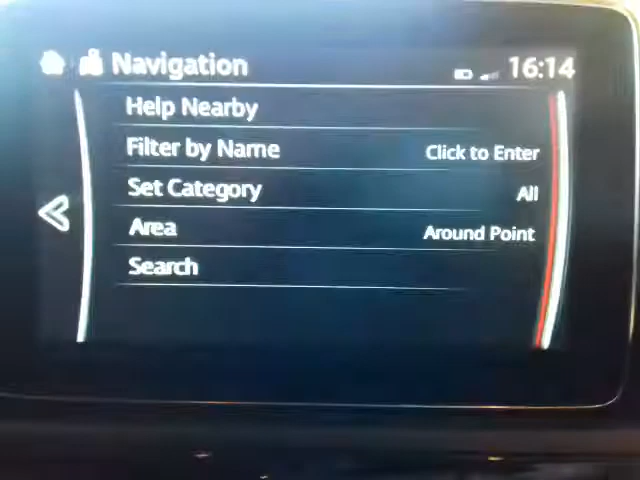 Navigation 16:14
Help Nearby
Filter by Name Click to Enter
Set Category All
Area Around Point
Search